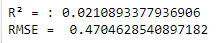 R² = : 0.0210893377936906
RMSE =  0.4704628540897182